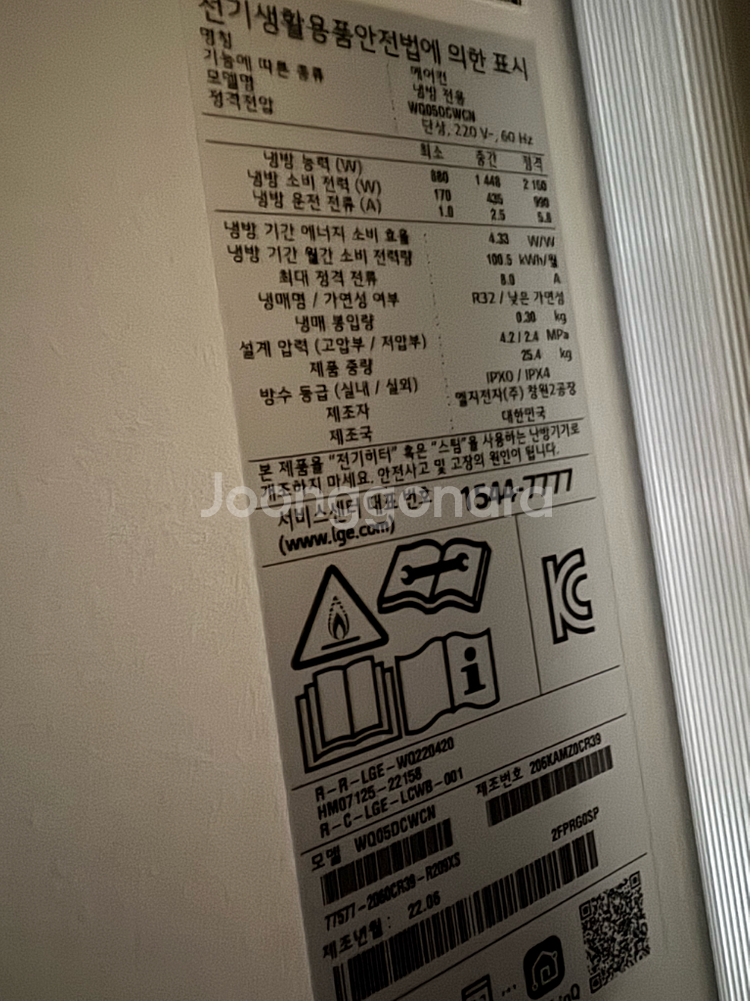 전기생활용품안전법에 의한 표시
명칭 에어컨
기능에 따른 종류 냉방 전용
모델명 WQ05DCWCN
정격전압 단상, 220 V~, 60 Hz
최소 중간 정격
냉방 능력 (W) 880 1 448 2 150
냉방 소비 전력 (W) 170 435 990
냉방 운전 전류 (A) 1.0 2.5 5.8
냉방 기간 에너지 소비 효율 : 4.33 W/W
냉방 기간 월간 소비 전력량 : 100.5 kWh/월
최대 정격 전류 : 8.0 A
냉매명 / 가연성 여부 : R32 / 낮은 가연성
냉매 봉입량 : 0.30 kg
설계 압력 (고압부 / 저압부) : 4.2 / 2.4 MPa
제품 중량 : 25.4 kg
방수 등급 (실내 / 실외) : IPX0 / IPX4
제조자 : 엘지전자(주) 창원2공장
제조국 : 대한민국
본 제품을 "전기히터" 혹은 "스팀"을 사용하는 난방기기로
개조하지 마세요. 안전사고 및 고장의 원인이 됩니다.
Joonggonara
서비스센터 대표 번호 1544-7777
(www.lge.com)
R-R-LGE-WQ220420
HM07125-22158
R-C-LGE-LCWB-001
모델 WQ05DCWCN
제조번호 206KAMZ0CR39
77571-2060CR39-R209XS
2FPRG0SP
제조년월 : 22.06